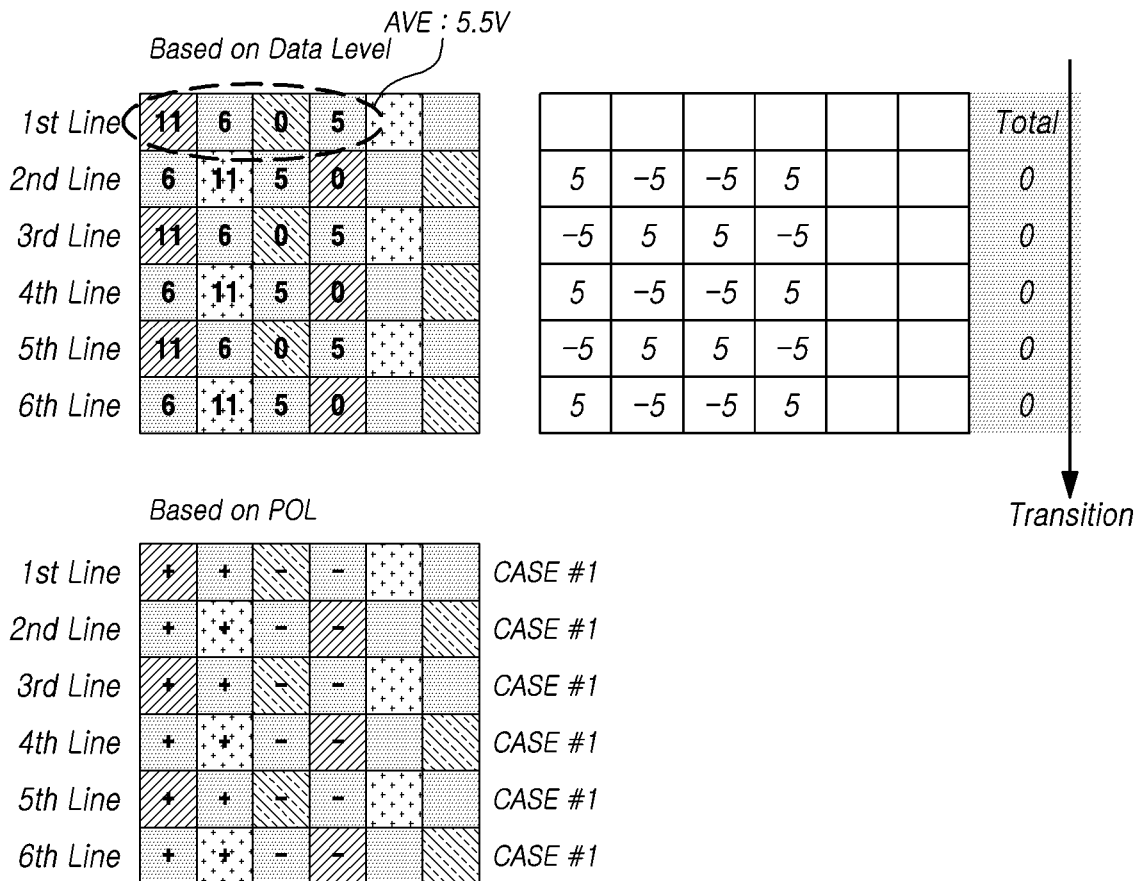 AVE : 5.5V
Based on Data Level
1st Line 11 6 0 5 Total
2nd Line 6 11 5 0 5 -5 -5 5 0
3rd Line 11 6 0 5 -5 5 5 -5 0
4th Line 6 11 5 0 5 -5 -5 5 0
5th Line 11 6 0 5 -5 5 5 -5 0
6th Line 6 11 5 0 5 -5 -5 5 0
Transition
Based on POL
1st Line + + - - CASE #1
2nd Line + + - - CASE #1
3rd Line + + - - CASE #1
4th Line + + - - CASE #1
5th Line + + - - CASE #1
6th Line + + - - CASE #1